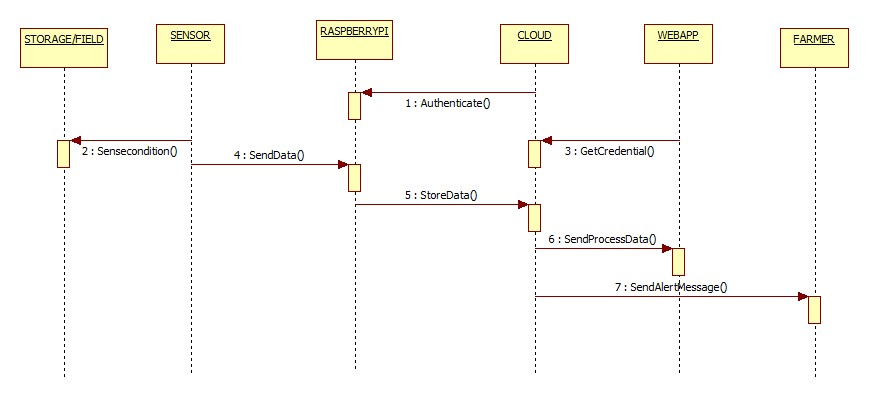 STORAGE/FIELD
SENSOR
RASPBERRYPI
CLOUD
WEBAPP
FARMER
1 : Authenticate()
2 : Sensecondition()
3 : GetCredential()
4 : SendData()
5 : StoreData()
6 : SendProcessData()
7 : SendAlertMessage()